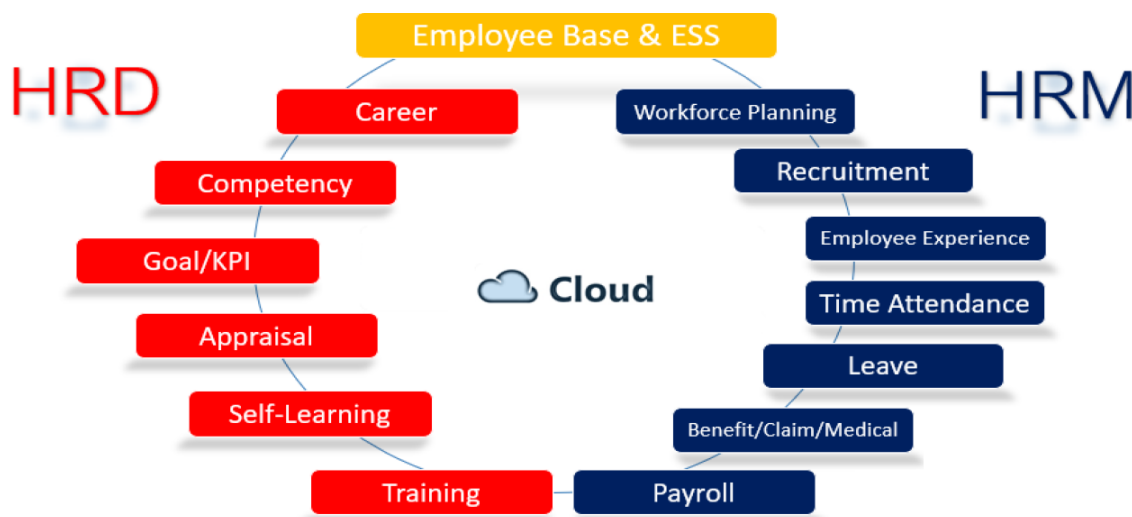 Employee Base & ESS
HRD
HRM
Career
Workforce Planning
Competency
Recruitment
Goal/KPI
Employee Experience
Cloud
Time Attendance
Appraisal
Leave
Self-Learning
Benefit/Claim/Medical
Training
Payroll